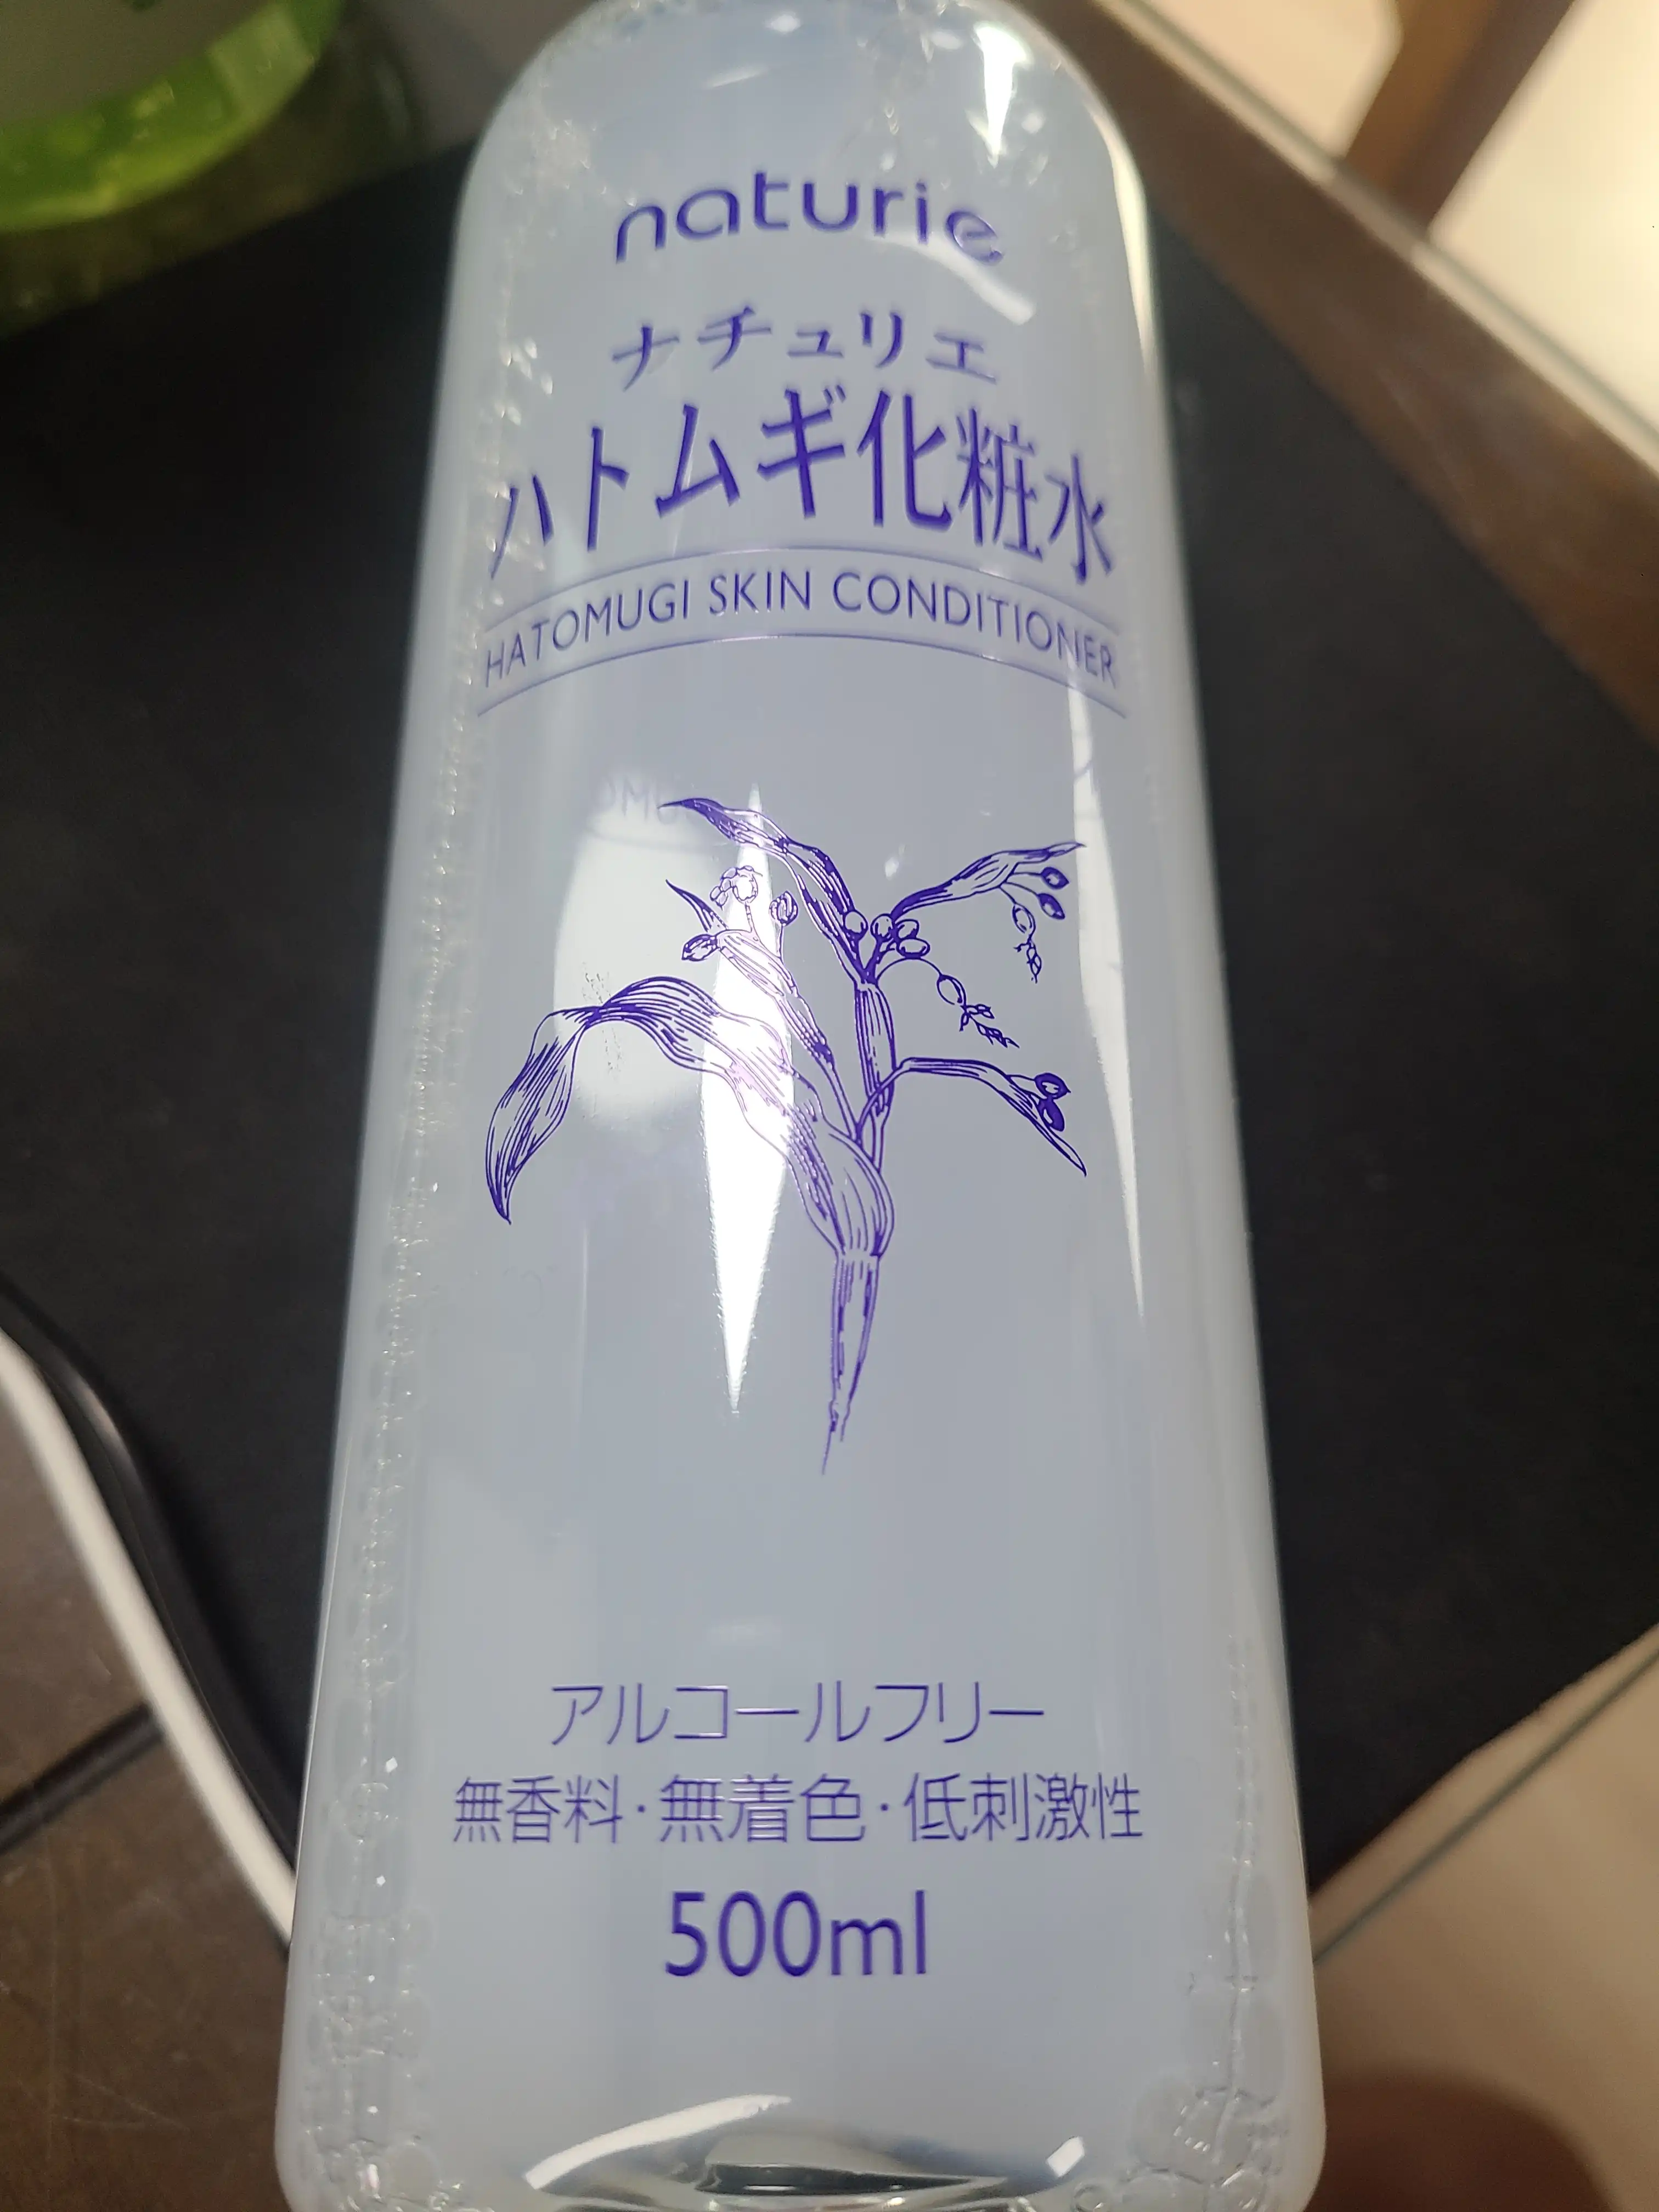 naturie
ナチュリエ
ハトムギ化粧水
HATOMUGI SKIN CONDITIONER
アルコールフリー
無香料・無着色・低刺激性
500ml